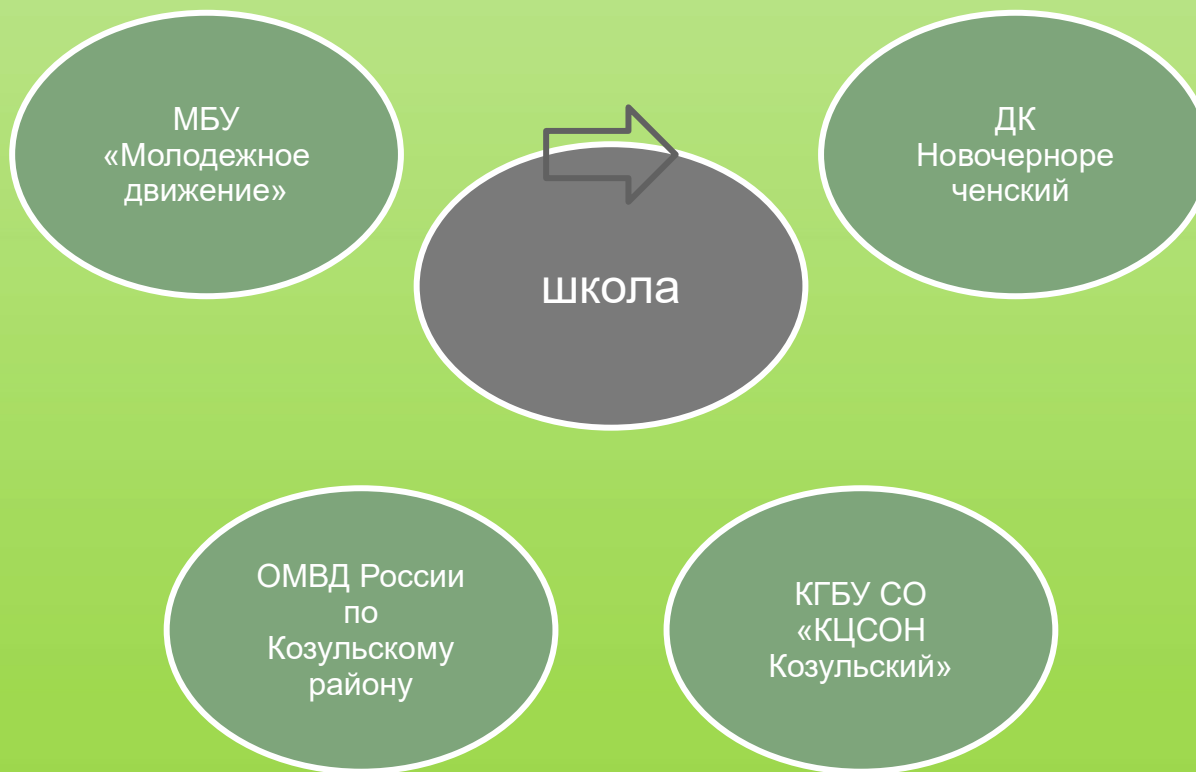 МБУ
«Молодежное
движение»
ДК
Новочерноре
ченский
школа
ОМВД России
по
Козульскому
району
КГБУ СО
«КЦСОН
Козульский»